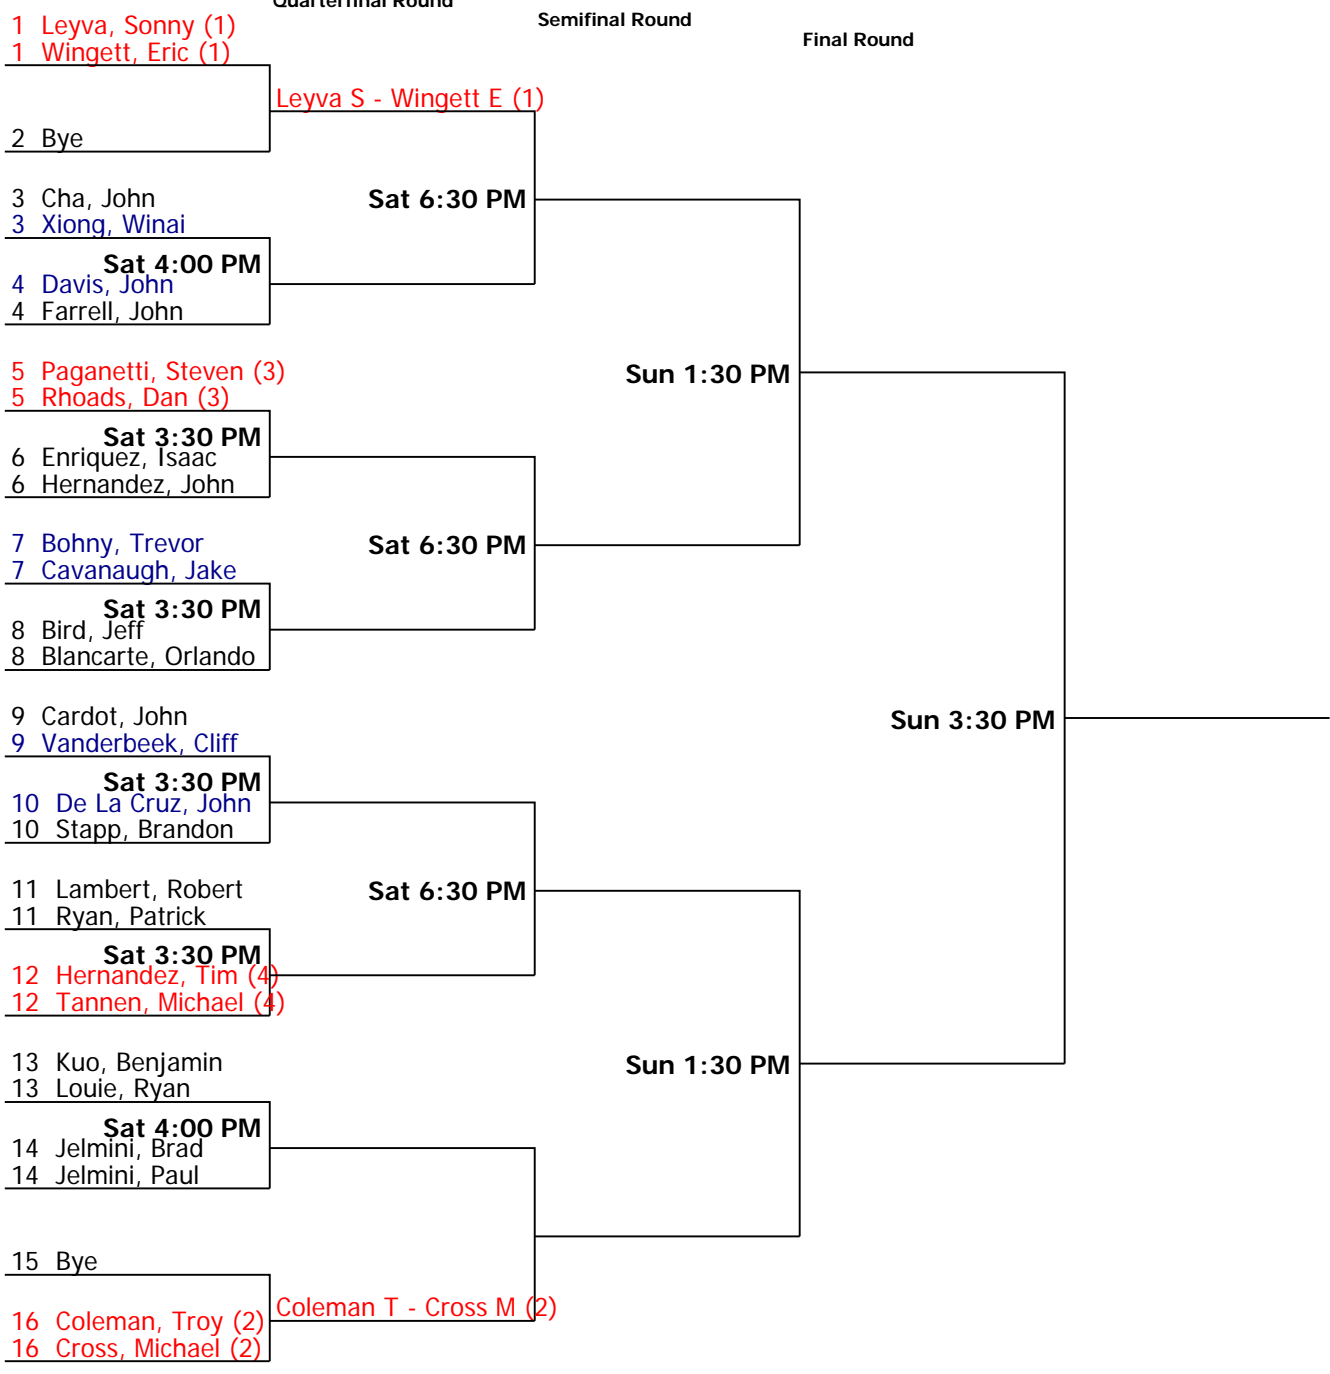 Quarterfinal Round
Semifinal Round
Final Round
1 Leyva, Sonny (1)
1 Wingett, Eric (1)
Leyva S - Wingett E (1)
2 Bye
Sat 6:30 PM
3 Cha, John
3 Xiong, Winai
Sat 4:00 PM
4 Davis, John
4 Farrell, John
Sun 1:30 PM
5 Paganetti, Steven (3)
5 Rhoads, Dan (3)
Sat 3:30 PM
6 Enriquez, Isaac
6 Hernandez, John
Sat 6:30 PM
7 Bohny, Trevor
7 Cavanaugh, Jake
Sat 3:30 PM
8 Bird, Jeff
8 Blancarte, Orlando
Sun 3:30 PM
9 Cardot, John
9 Vanderbeek, Cliff
Sat 3:30 PM
10 De La Cruz, John
10 Stapp, Brandon
Sat 6:30 PM
11 Lambert, Robert
11 Ryan, Patrick
Sat 3:30 PM
12 Hernandez, Tim (4)
12 Tannen, Michael (4)
Sun 1:30 PM
13 Kuo, Benjamin
13 Louie, Ryan
Sat 4:00 PM
14 Jelmini, Brad
14 Jelmini, Paul
15 Bye
Coleman T - Cross M (2)
16 Coleman, Troy (2)
16 Cross, Michael (2)